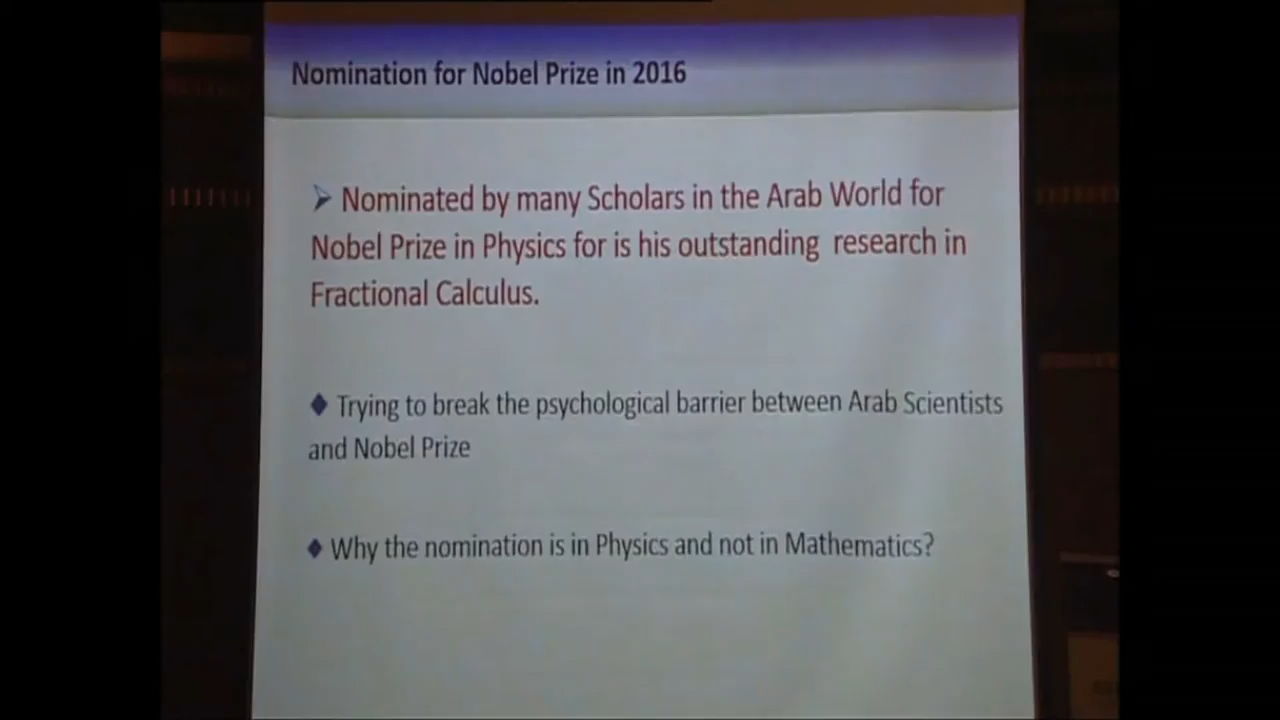 Nomination for Nobel Prize in 2016
➢ Nominated by many Scholars in the Arab World for
Nobel Prize in Physics for is his outstanding research in
Fractional Calculus.
◆ Trying to break the psychological barrier between Arab Scientists
and Nobel Prize
◆ Why the nomination is in Physics and not in Mathematics?